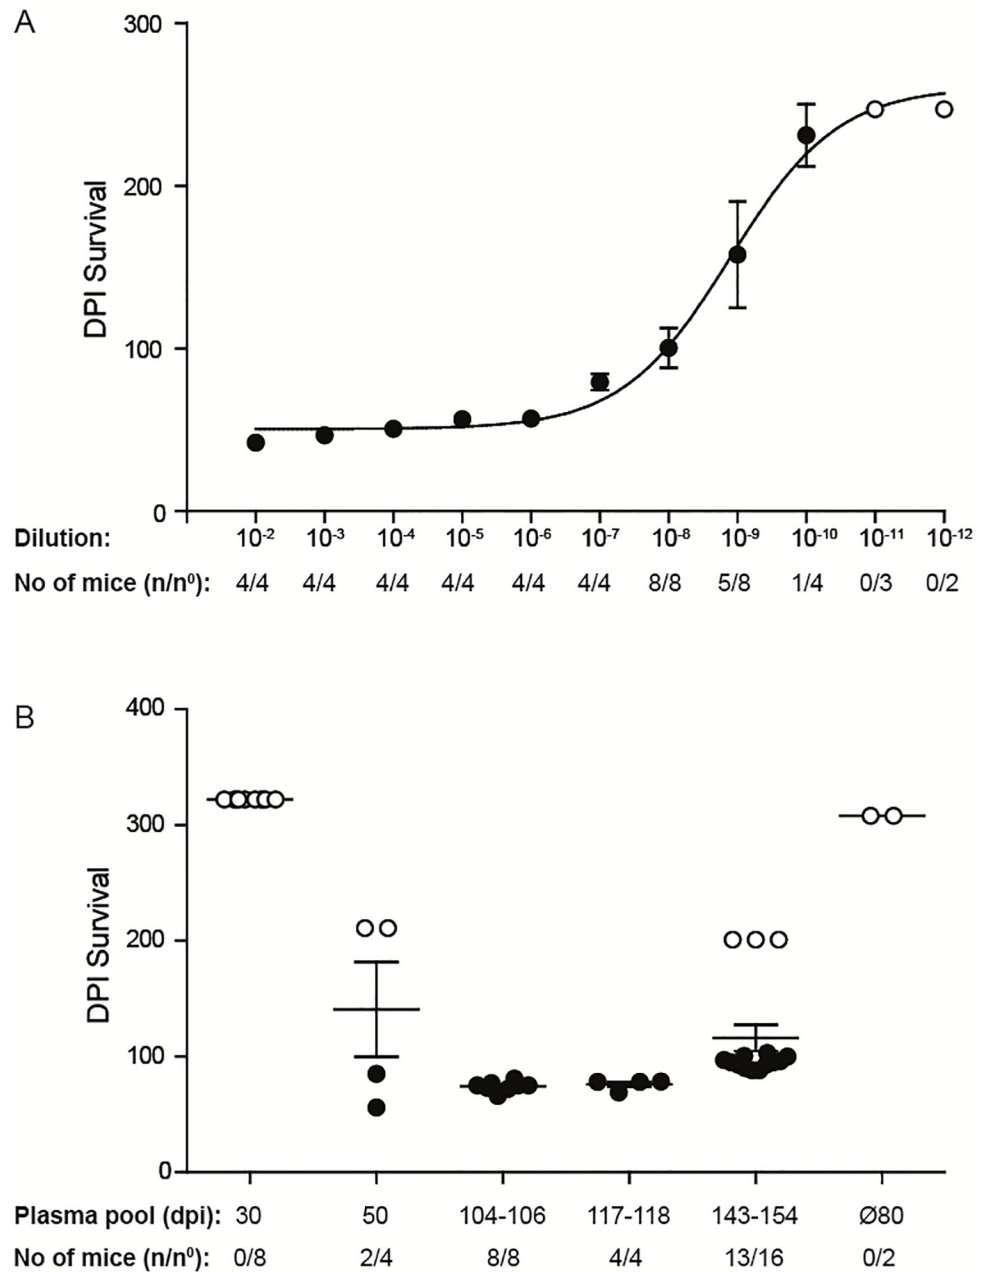 A
300
200
100
0
DPI Survival
Dilution: 10⁻² 10⁻³ 10⁻⁴ 10⁻⁵ 10⁻⁶ 10⁻⁷ 10⁻⁸ 10⁻⁹ 10⁻¹⁰ 10⁻¹¹ 10⁻¹²
No of mice (n/n⁰): 4/4 4/4 4/4 4/4 4/4 4/4 8/8 5/8 1/4 0/3 0/2
B
400
300
200
100
0
DPI Survival
Plasma pool (dpi): 30 50 104-106 117-118 143-154 Ø80
No of mice (n/n⁰): 0/8 2/4 8/8 4/4 13/16 0/2